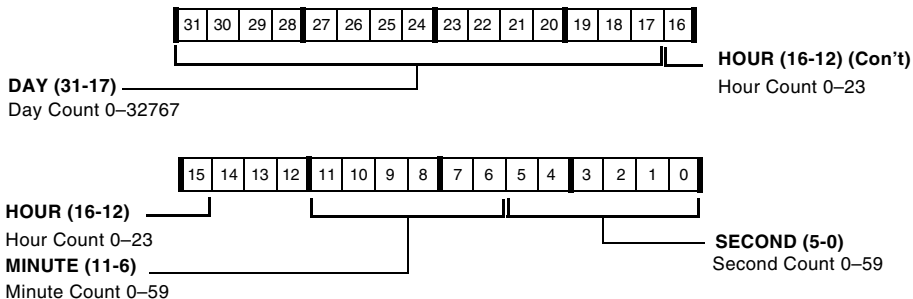 31 30 29 28 27 26 25 24 23 22 21 20 19 18 17 16
HOUR (16-12) (Con't)
Hour Count 0–23
DAY (31-17)
Day Count 0–32767
15 14 13 12 11 10 9 8 7 6 5 4 3 2 1 0
HOUR (16-12)
Hour Count 0–23
MINUTE (11-6)
Minute Count 0–59
SECOND (5-0)
Second Count 0–59